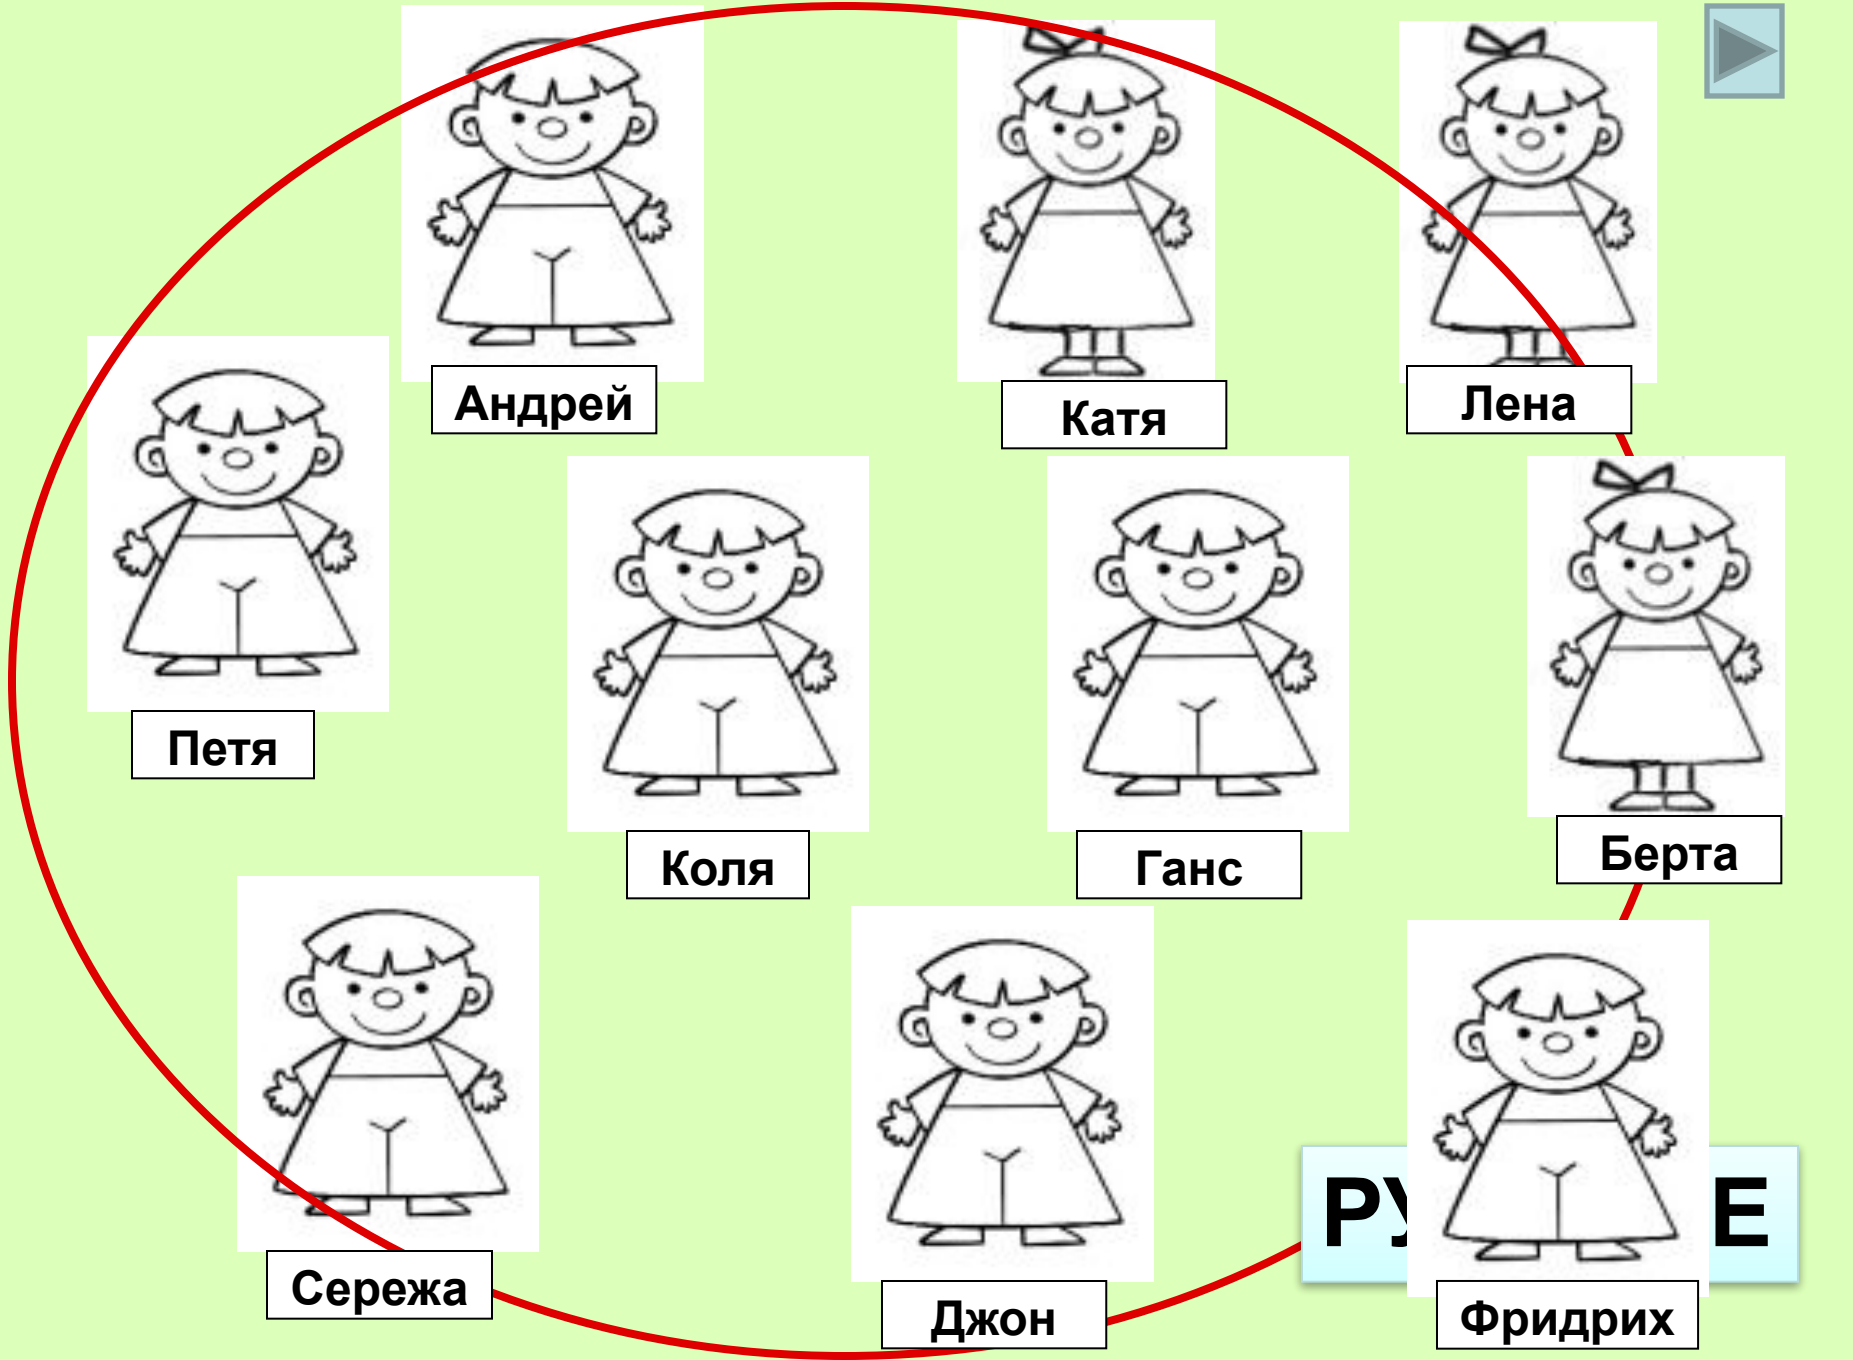 Андрей
Катя
Лена
Петя
Коля
Ганс
Берта
Сережа
Джон
Фридрих